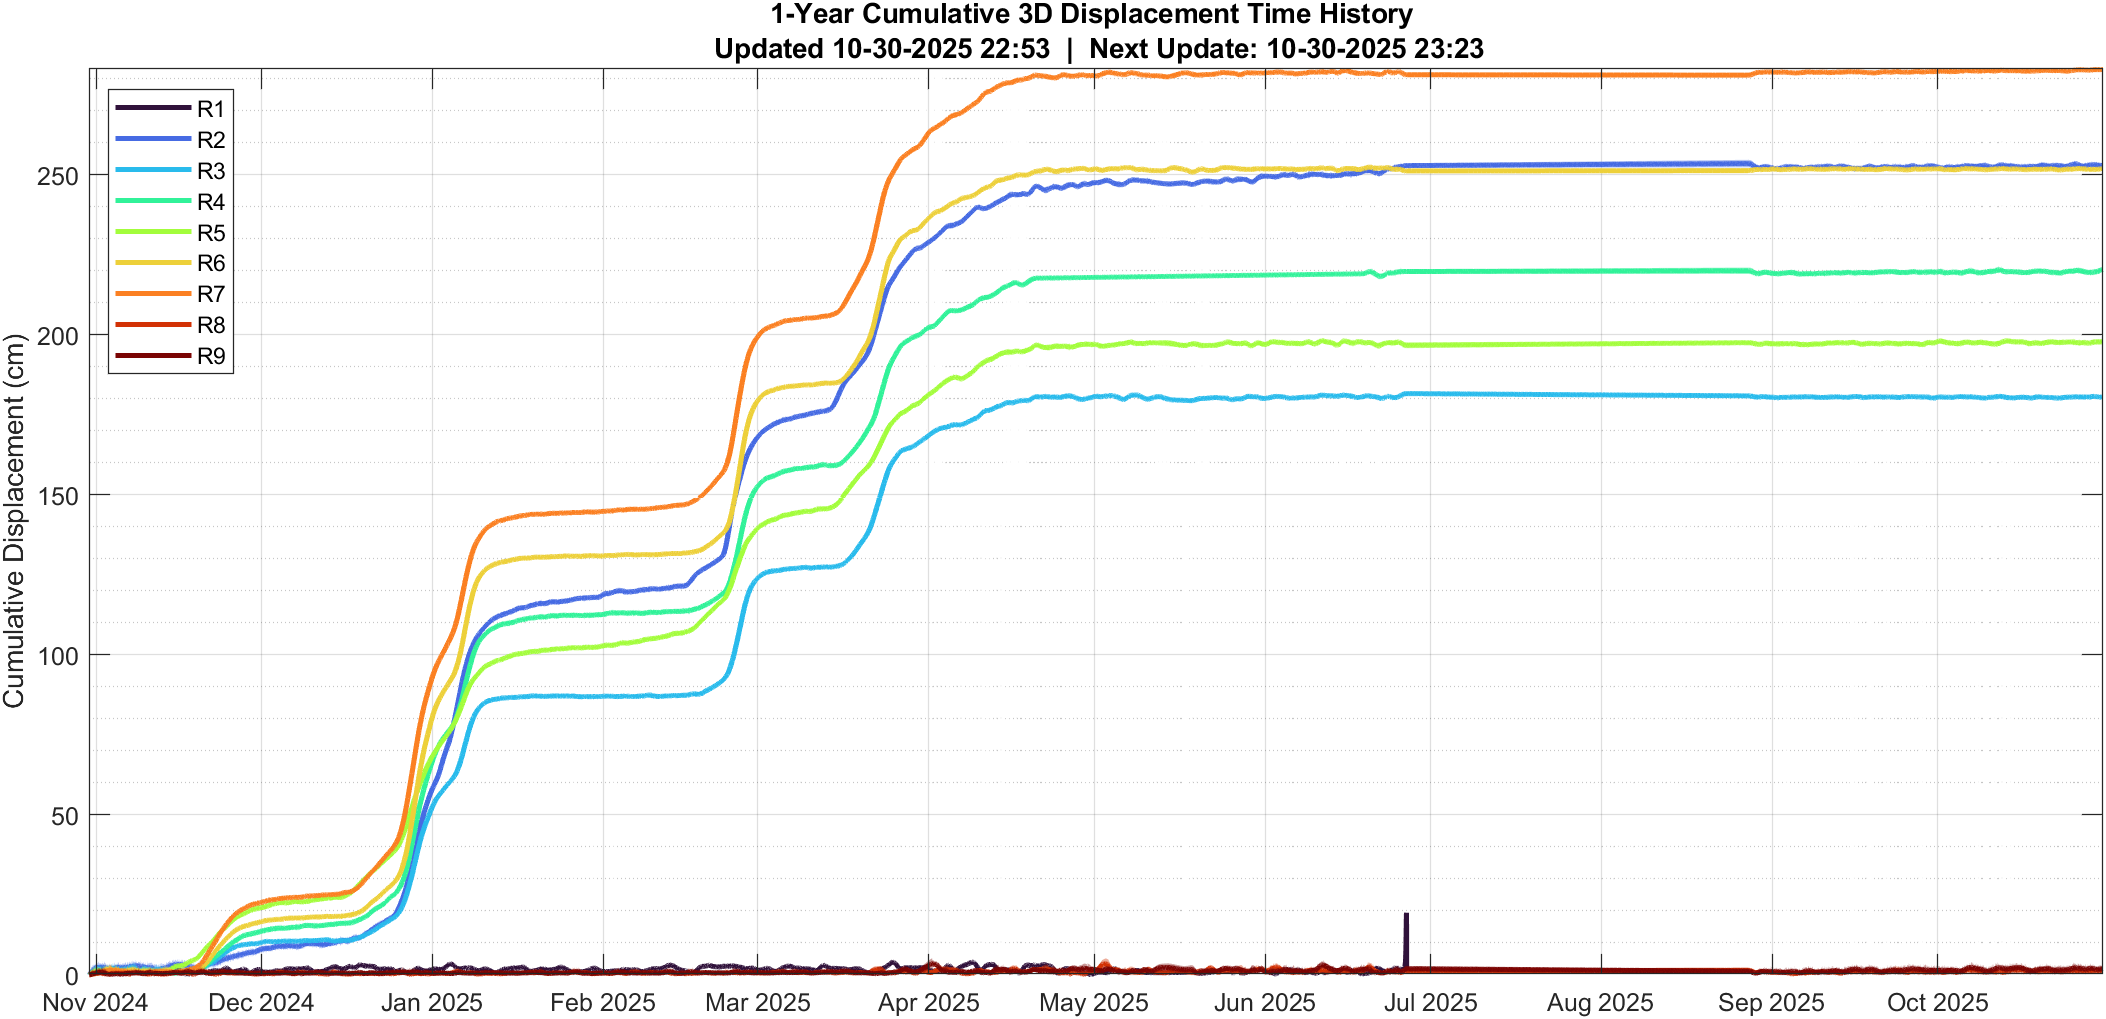 1-Year Cumulative 3D Displacement Time History
Updated 10-30-2025 22:53 | Next Update: 10-30-2025 23:23
R1
R2
R3
R4
R5
R6
R7
R8
R9
Cumulative Displacement (cm)
250
200
150
100
50
0
Nov 2024 Dec 2024 Jan 2025 Feb 2025 Mar 2025 Apr 2025 May 2025 Jun 2025 Jul 2025 Aug 2025 Sep 2025 Oct 2025